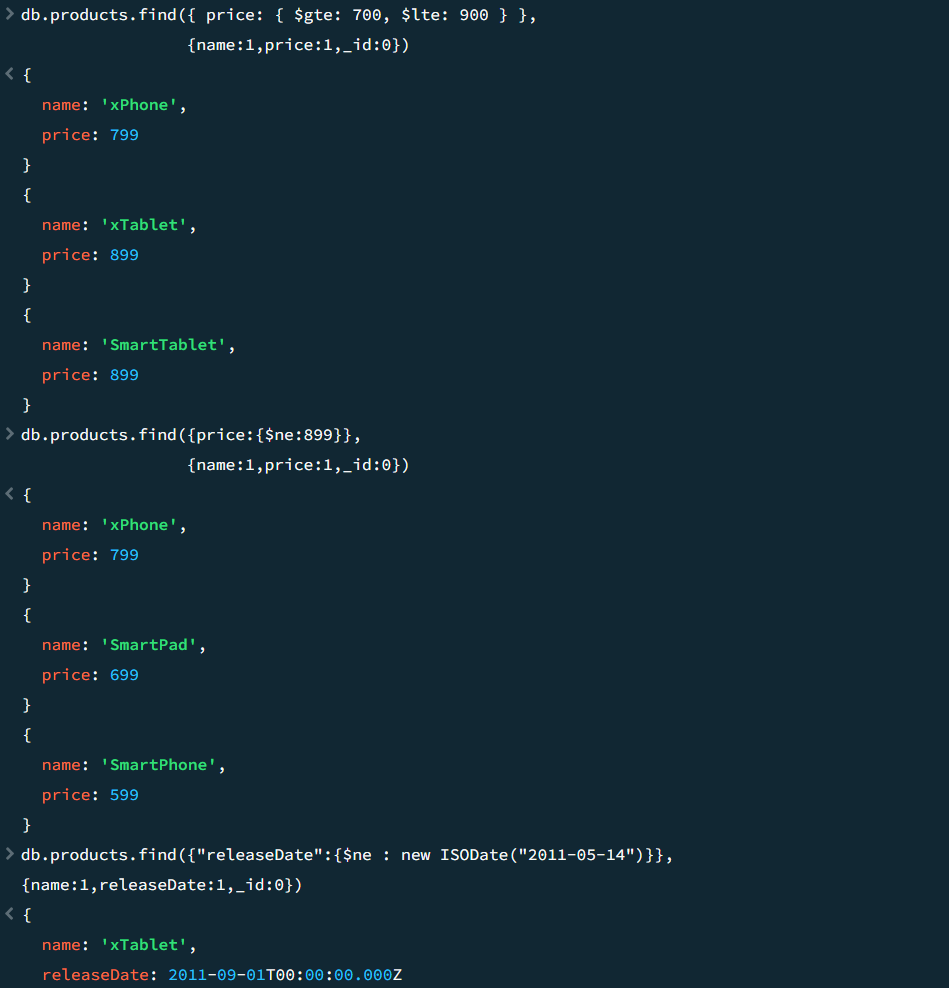 > db.products.find({ price: { $gte: 700, $lte: 900 } },
{name:1,price:1,_id:0})
< {
name: 'xPhone',
price: 799
}
{
name: 'xTablet',
price: 899
}
{
name: 'SmartTablet',
price: 899
}
> db.products.find({price:{$ne:899}},
{name:1,price:1,_id:0})
< {
name: 'xPhone',
price: 799
}
{
name: 'SmartPad',
price: 699
}
{
name: 'SmartPhone',
price: 599
}
> db.products.find({"releaseDate":{$ne : new ISODate("2011-05-14")}},
{name:1,releaseDate:1,_id:0})
< {
name: 'xTablet',
releaseDate: 2011-09-01T00:00:00.000Z